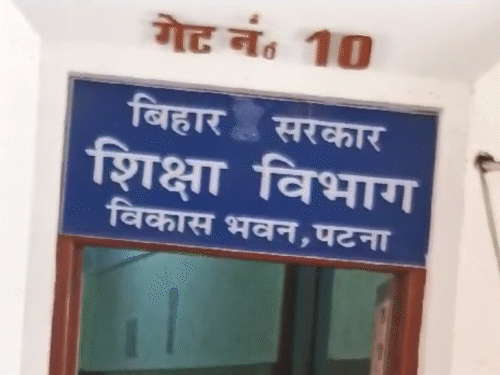 गेट नं० 10
बिहार सरकार
शिक्षा विभाग
विकास भवन, पटना